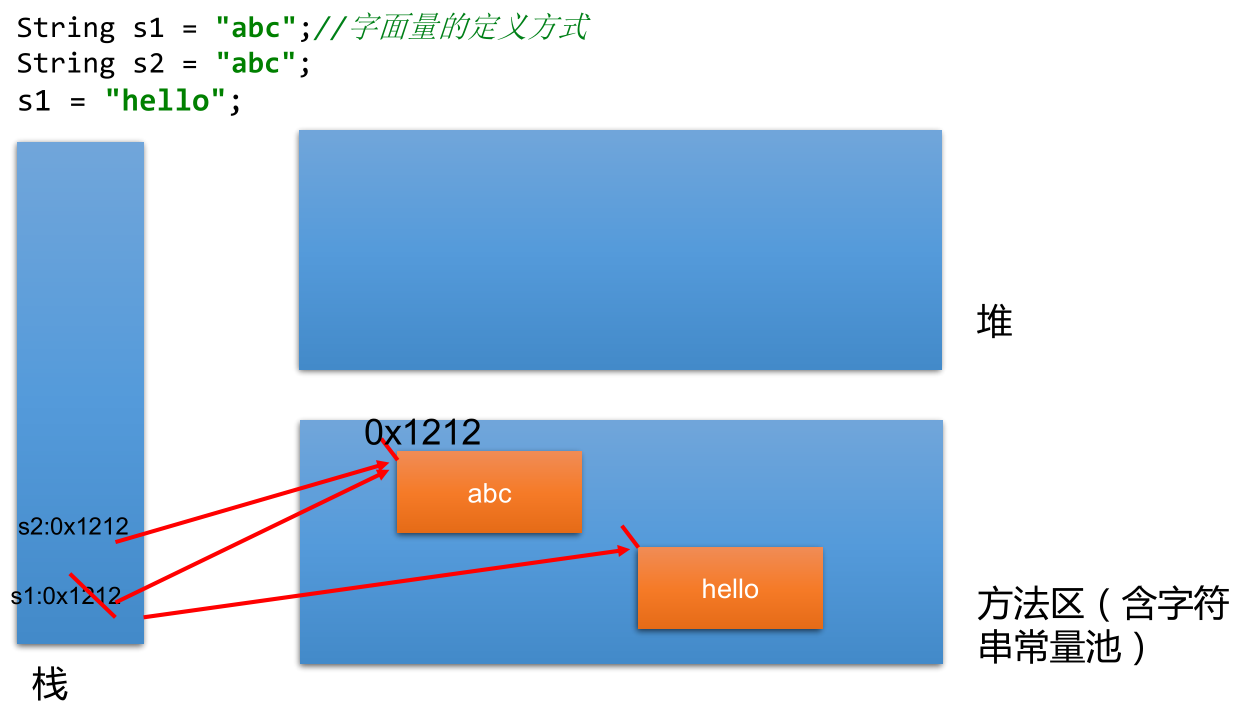 String s1 = "abc";//字面量的定义方式
String s2 = "abc";
s1 = "hello";
堆
0x1212
abc
s2:0x1212
hello
s1:0x1212
方法区（含字符
串常量池）
栈